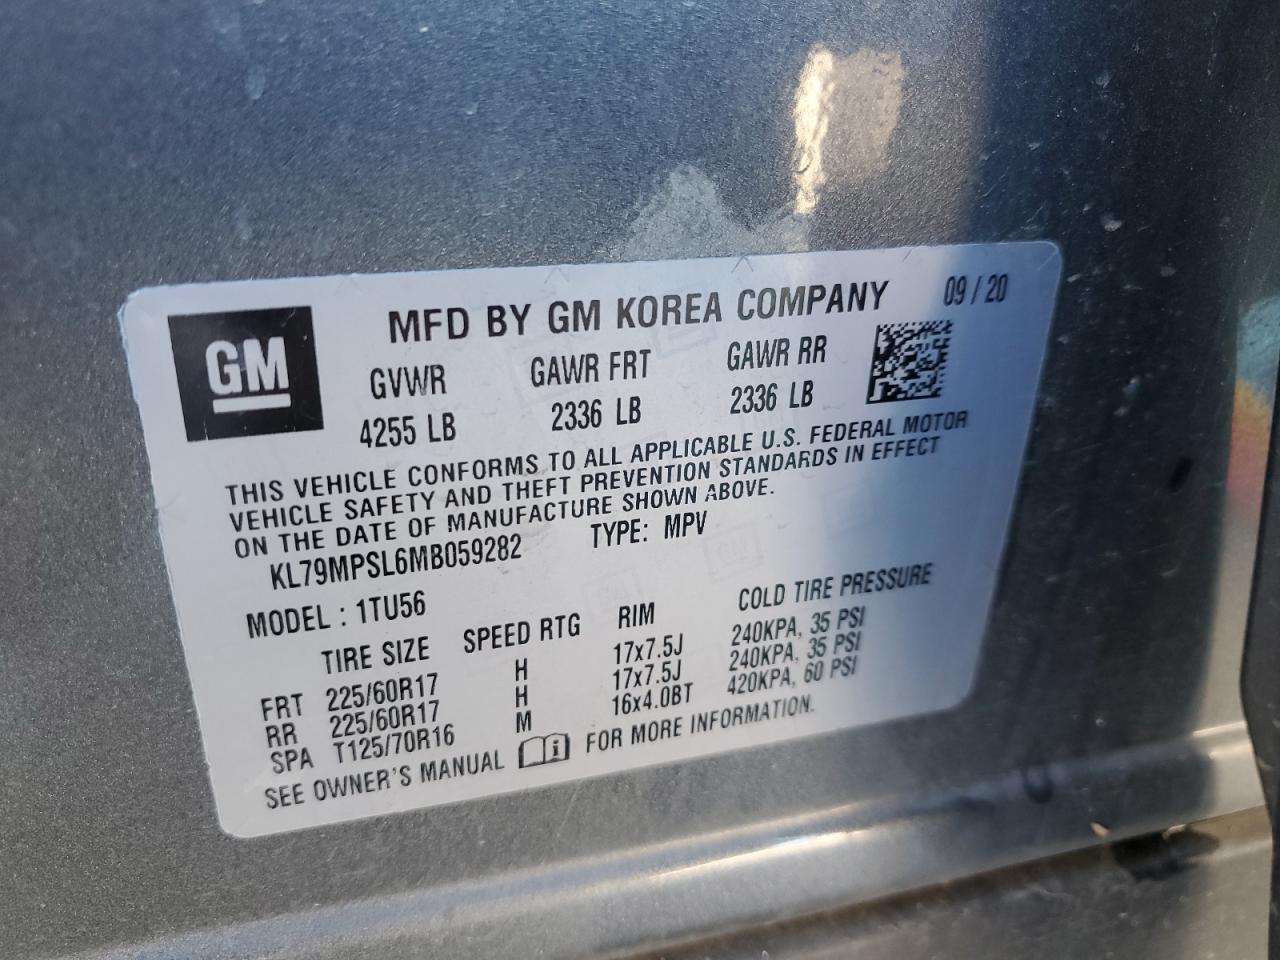 MFD BY GM KOREA COMPANY 09 / 20
GM
GVWR GAWR FRT GAWR RR
4255 LB 2336 LB 2336 LB
THIS VEHICLE CONFORMS TO ALL APPLICABLE U.S. FEDERAL MOTOR
VEHICLE SAFETY AND THEFT PREVENTION STANDARDS IN EFFECT
ON THE DATE OF MANUFACTURE SHOWN ABOVE.
KL79MPSL6MB059282 TYPE: MPV
MODEL : 1TU56
TIRE SIZE SPEED RTG RIM COLD TIRE PRESSURE
FRT 225/60R17 H 17x7.5J 240KPA, 35 PSI
RR 225/60R17 H 17x7.5J 240KPA, 35 PSI
SPA T125/70R16 M 16x4.0BT 420KPA, 60 PSI
SEE OWNER'S MANUAL i FOR MORE INFORMATION.